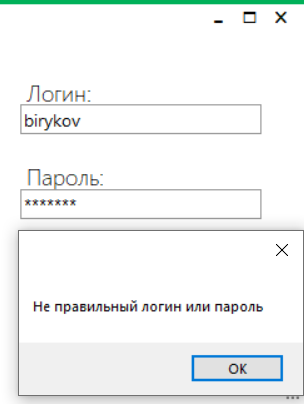 Логин:
birykov
Пароль:
*******
Не правильный логин или пароль
OK